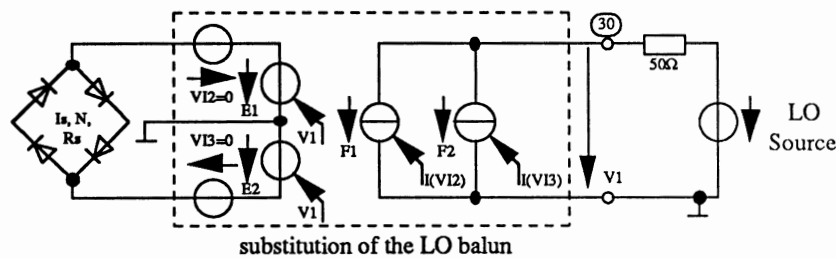 30
50Ω
VI2=0
E1
Is, N,
Rs
V1
F1
F2
LO
Source
VI3=0
E2
V1
I(VI2)
I(VI3)
V1
substitution of the LO balun